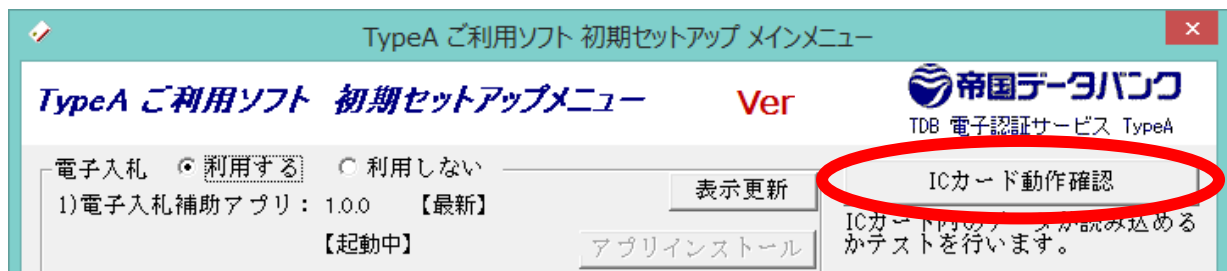 TypeA ご利用ソフト 初期セットアップ メインメニュー
×
TypeA ご利用ソフト 初期セットアップメニュー
Ver
帝国データバンク
TDB 電子認証サービス TypeA
電子入札 利用する 利用しない
表示更新
ICカード動作確認
1)電子入札補助アプリ: 1.0.0 【最新】
【起動中】
アプリインストール
ICカード内のデータが読み込める
かテストを行います。